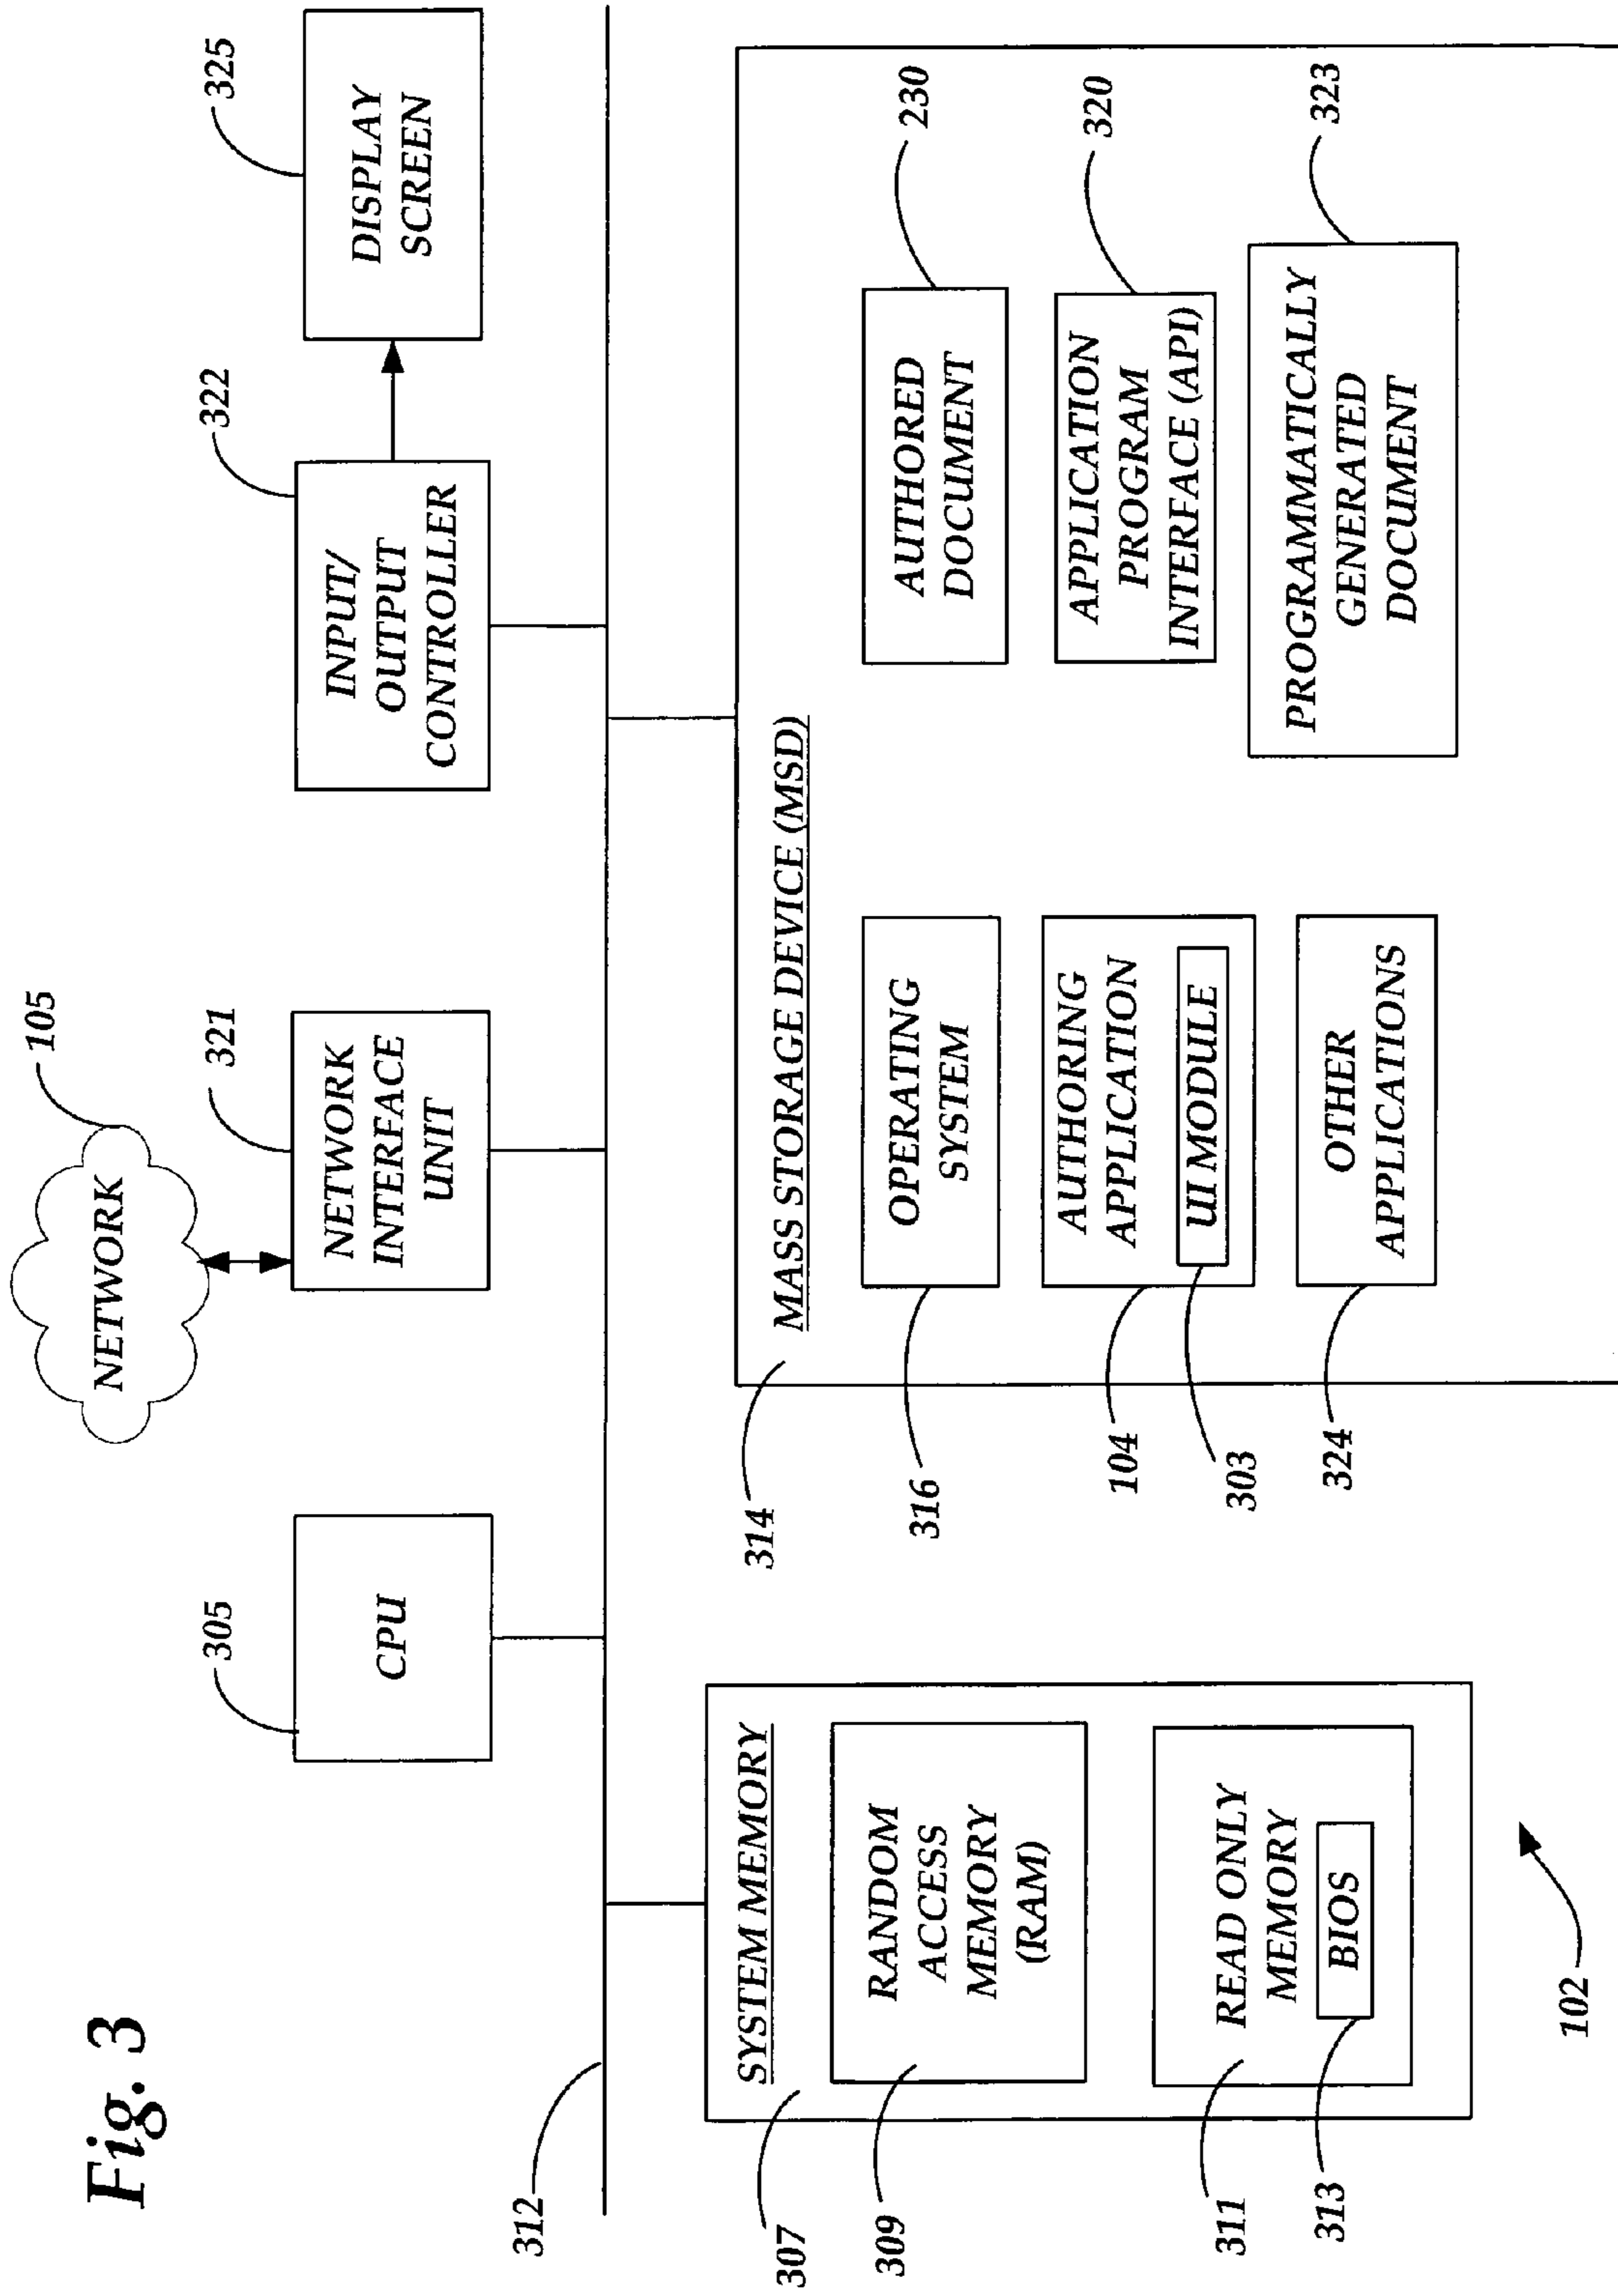 Fig. 3
NETWORK
105
305
CPU
321
NETWORK
INTERFACE
UNIT
322
INPUT/
OUTPUT
CONTROLLER
325
DISPLAY
SCREEN
312
307
SYSTEM MEMORY
309
RANDOM
ACCESS
MEMORY
(RAM)
311
READ ONLY
MEMORY
313
BIOS
102
314
MASS STORAGE DEVICE (MSD)
316
OPERATING
SYSTEM
104
AUTHORING
APPLICATION
303
UI MODULE
324
OTHER
APPLICATIONS
230
AUTHORED
DOCUMENT
320
APPLICATION
PROGRAM
INTERFACE (API)
323
PROGRAMMATICALLY
GENERATED
DOCUMENT